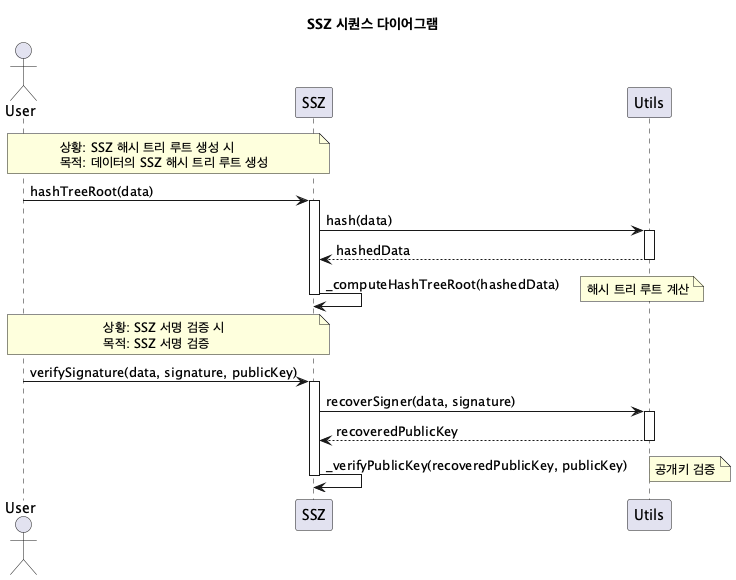 SSZ 시퀀스 다이어그램
User
SSZ
Utils
상황: SSZ 해시 트리 루트 생성 시
목적: 데이터의 SSZ 해시 트리 루트 생성
hashTreeRoot(data)
hash(data)
hashedData
_computeHashTreeRoot(hashedData)
해시 트리 루트 계산
상황: SSZ 서명 검증 시
목적: SSZ 서명 검증
verifySignature(data, signature, publicKey)
recoverSigner(data, signature)
recoveredPublicKey
_verifyPublicKey(recoveredPublicKey, publicKey)
공개키 검증
User
SSZ
Utils